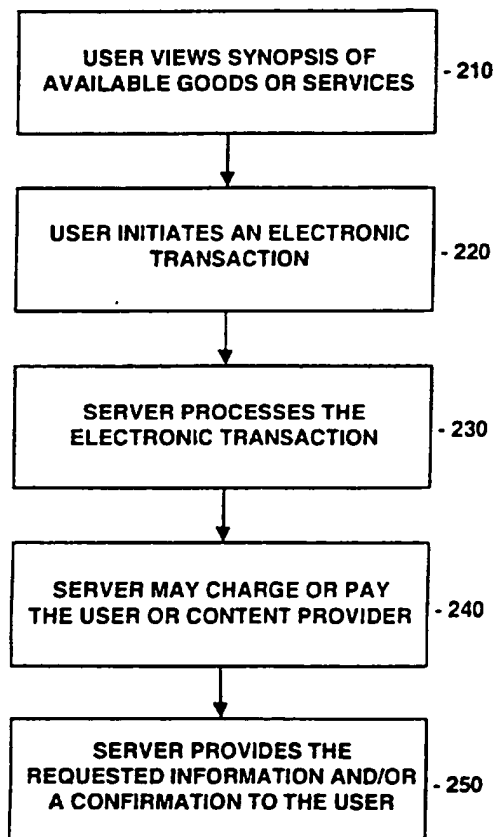 USER VIEWS SYNOPSIS OF
AVAILABLE GOODS OR SERVICES
- 210
USER INITIATES AN ELECTRONIC
TRANSACTION
- 220
SERVER PROCESSES THE
ELECTRONIC TRANSACTION
- 230
SERVER MAY CHARGE OR PAY
THE USER OR CONTENT PROVIDER
- 240
SERVER PROVIDES THE
REQUESTED INFORMATION AND/OR
A CONFIRMATION TO THE USER
- 250